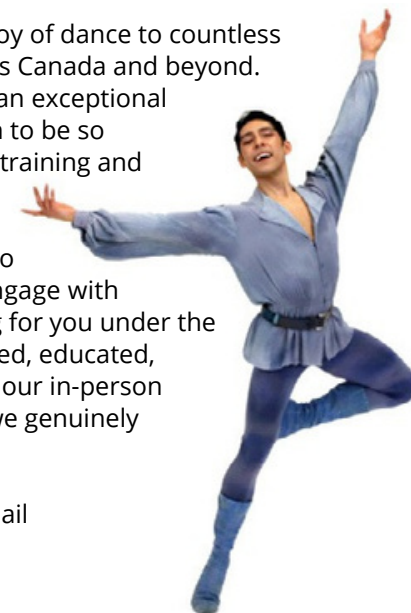 oy of dance to countless
s Canada and beyond.
an exceptional
n to be so
training and
o
ngage with
g for you under the
ed, educated,
our in-person
we genuinely
ail